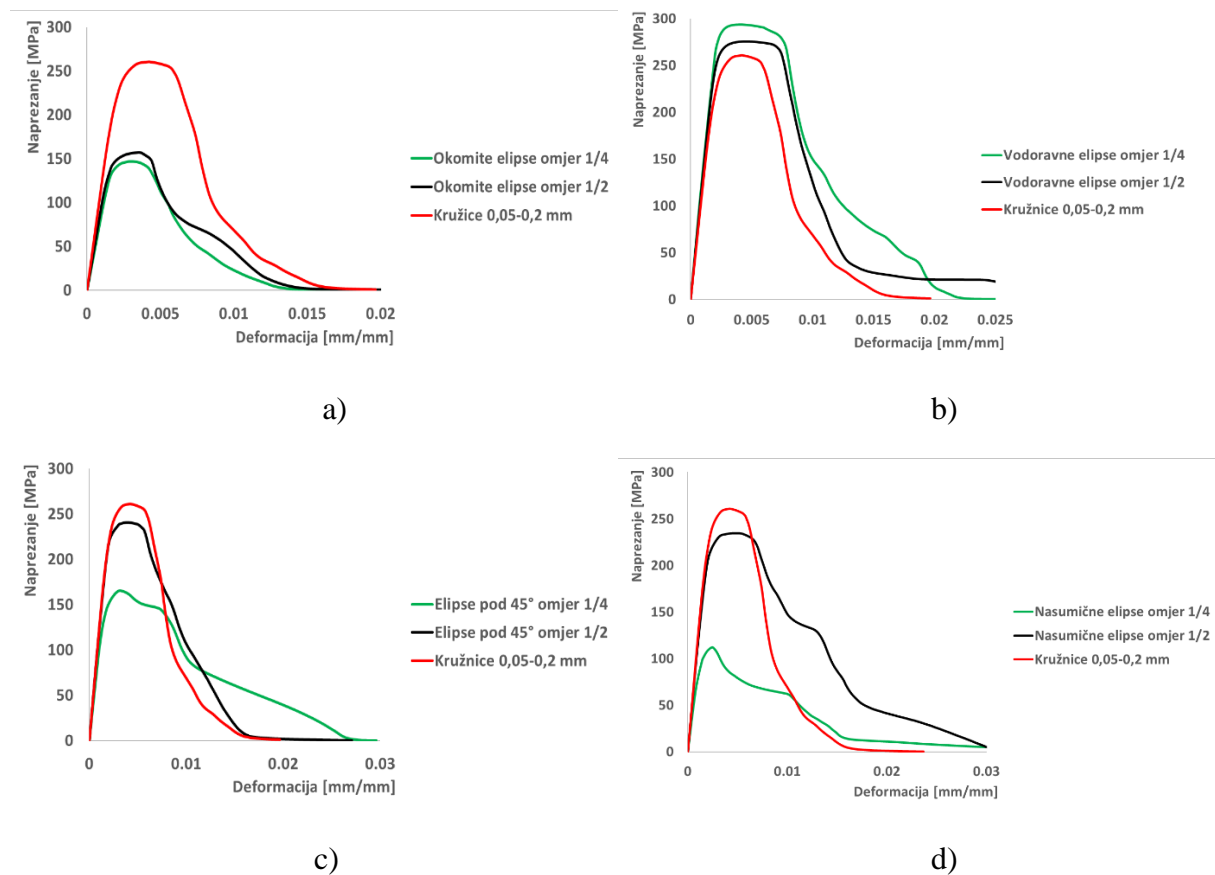 Naprezanje [MPa]
300
250
200
150
100
50
0
0 0.005 0.01 0.015 0.02
Deformacija [mm/mm]
Okomite elipse omjer 1/4
Okomite elipse omjer 1/2
Kružice 0,05-0,2 mm
a)
Naprezanje [MPa]
300
250
200
150
100
50
0
0 0.005 0.01 0.015 0.02 0.025
Deformacija [mm/mm]
Vodoravne elipse omjer 1/4
Vodoravne elipse omjer 1/2
Kružnice 0,05-0,2 mm
b)
Naprezanje [MPa]
300
250
200
150
100
50
0
0 0.01 0.02 0.03
Deformacija [mm/mm]
Elipse pod 45° omjer 1/4
Elipse pod 45° omjer 1/2
Kružnice 0,05-0,2 mm
c)
Naprezanje [MPa]
300
250
200
150
100
50
0
0 0.01 0.02 0.03
Deformacija [mm/mm]
Nasumične elipse omjer 1/4
Nasumične elipse omjer 1/2
Kružnice 0,05-0,2 mm
d)